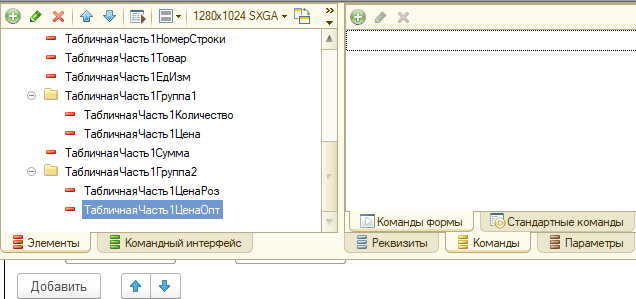 1280x1024 SXGA
ТабличнаяЧасть1НомерСтроки
ТабличнаяЧасть1Товар
ТабличнаяЧасть1ЕдИзм
ТабличнаяЧасть1Группа1
ТабличнаяЧасть1Количество
ТабличнаяЧасть1Цена
ТабличнаяЧасть1Сумма
ТабличнаяЧасть1Группа2
ТабличнаяЧасть1ЦенаРоз
ТабличнаяЧасть1ЦенаОпт
Элементы
Командный интерфейс
Команды формы
Стандартные команды
Реквизиты
Команды
Параметры
Добавить